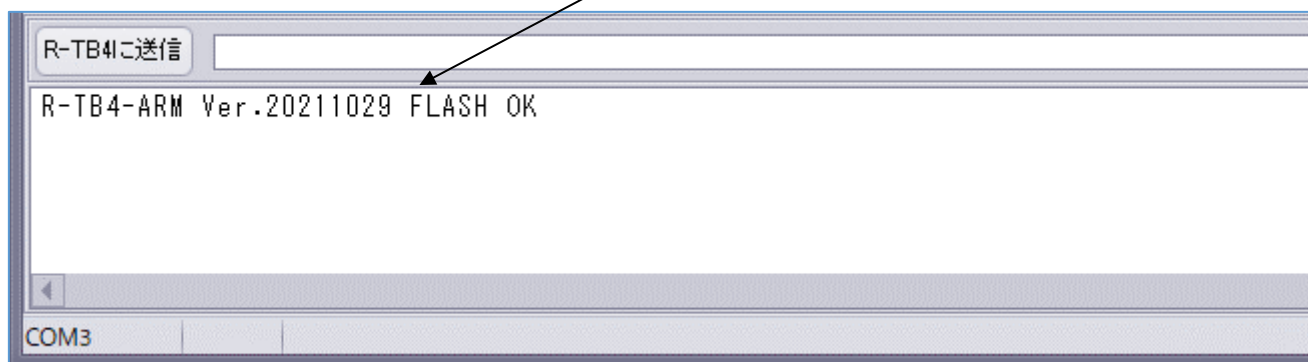 R-TB4に送信
R-TB4-ARM Ver.20211029 FLASH OK
COM3